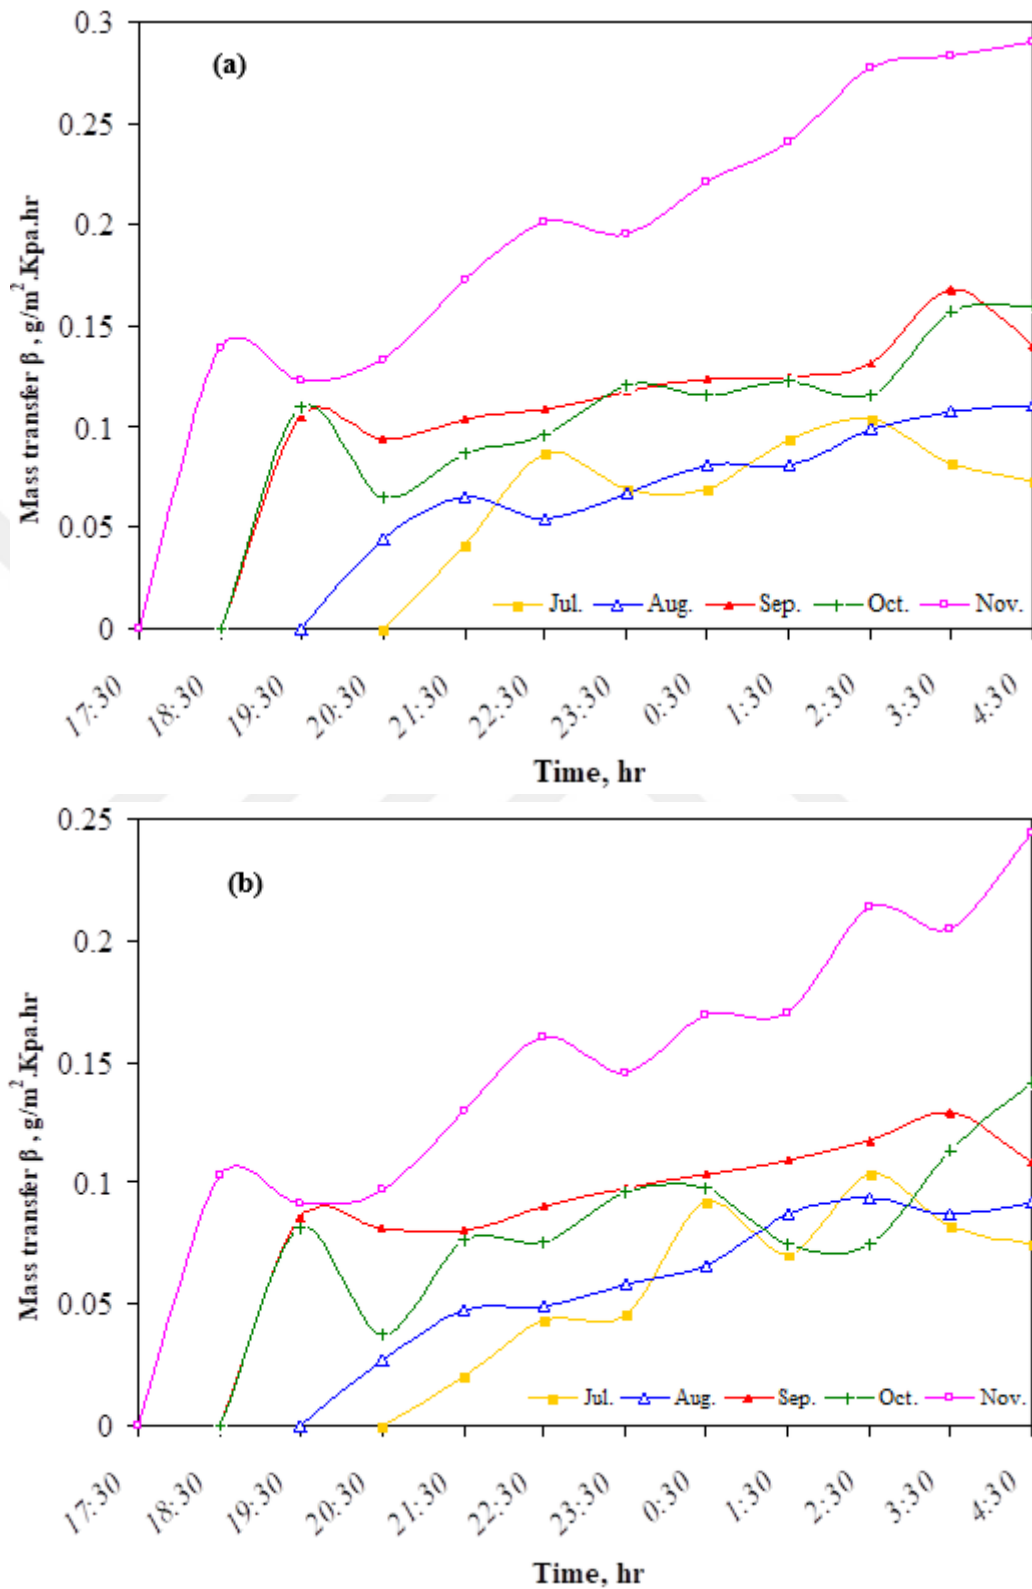 (a)
Mass transfer β , g/m².Kpa.hr
0.3
0.25
0.2
0.15
0.1
0.05
0
Jul. Aug. Sep. Oct. Nov.
17:30 18:30 19:30 20:30 21:30 22:30 23:30 0:30 1:30 2:30 3:30 4:30
Time, hr
(b)
Mass transfer β , g/m².Kpa.hr
0.25
0.2
0.15
0.1
0.05
0
Jul. Aug. Sep. Oct. Nov.
17:30 18:30 19:30 20:30 21:30 22:30 23:30 0:30 1:30 2:30 3:30 4:30
Time, hr